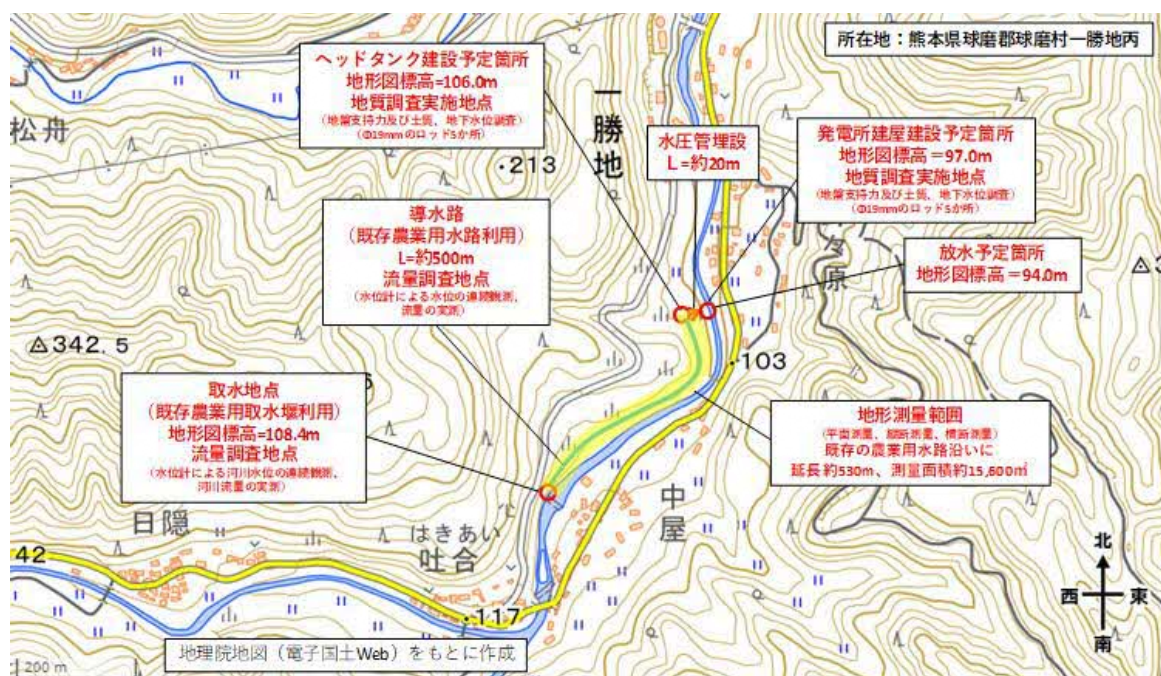 所在地：熊本県球磨郡球磨村一勝地丙
ヘッドタンク建設予定箇所
地形図標高=106.0m
地質調査実施地点
（地盤支持力及び土質、地下水位調査）
（Φ19mmのロッド5か所）
松舟
一勝地
・213
水圧管埋設
L=約20m
発電所建屋建設予定箇所
地形図標高＝97.0m
地質調査実施地点
（地盤支持力及び土質、地下水位調査）
（Φ19mmのロッド5か所）
導水路
（既存農業用水路利用）
L=約500m
流量調査地点
（水位計による水位の連続観測、
流量の実測）
放水予定箇所
地形図標高＝94.0m
友原
342.5
・103
取水地点
（既存農業用取水堰利用）
地形図標高=108.4m
流量調査地点
（水位計による河川水位の連続観測、
河川流量の実測）
地形測量範囲
（平面測量、縦断測量、横断測量）
既存の農業用水路沿いに
延長約530m、測量面積約15,600㎡
中屋
日隠
はきあい
吐合
42
・117
北
西
東
南
地理院地図（電子国土Web）をもとに作成
200 m